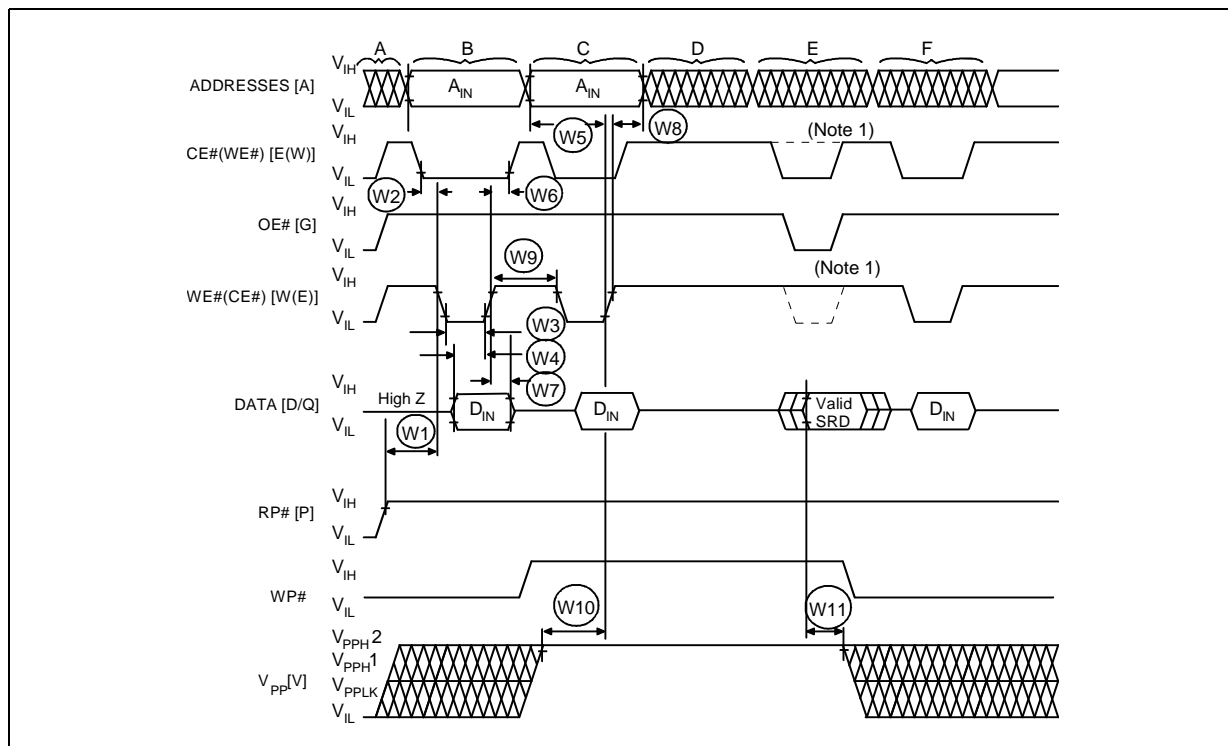 A B C D E F
ADDRESSES [A] V_IH V_IL A_IN A_IN
W5 W8
CE#(WE#) [E(W)] V_IH V_IL (Note 1)
W2 W6
OE# [G] V_IH V_IL
W9
WE#(CE#) [W(E)] V_IH V_IL (Note 1)
W3
W4
W7
DATA [D/Q] V_IH V_IL High Z D_IN D_IN Valid SRD D_IN
W1
RP# [P] V_IH V_IL
WP# V_IH V_IL
W10 W11
V_PP[V] V_PPH 2
V_PPH 1
V_PPLK
V_IL